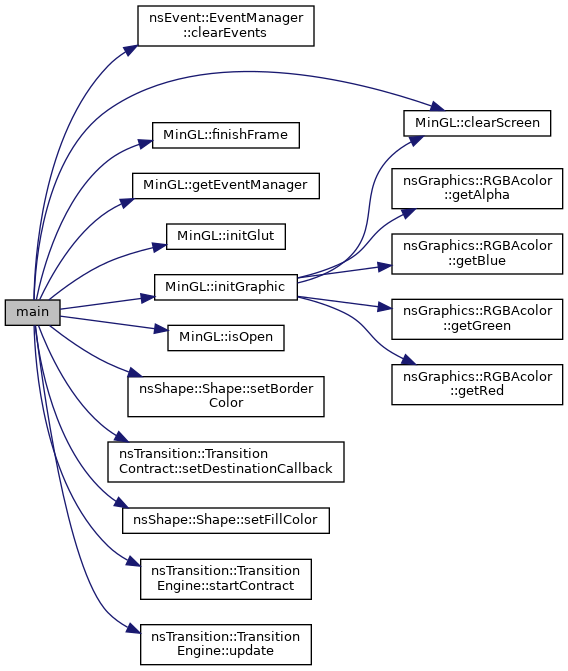 nsEvent::EventManager
::clearEvents
MinGL::clearScreen
MinGL::finishFrame
MinGL::getEventManager
nsGraphics::RGBAcolor
::getAlpha
MinGL::initGlut
nsGraphics::RGBAcolor
::getBlue
MinGL::initGraphic
main
nsGraphics::RGBAcolor
::getGreen
MinGL::isOpen
nsGraphics::RGBAcolor
::getRed
nsShape::Shape::setBorder
Color
nsTransition::Transition
Contract::setDestinationCallback
nsShape::Shape::setFillColor
nsTransition::Transition
Engine::startContract
nsTransition::Transition
Engine::update